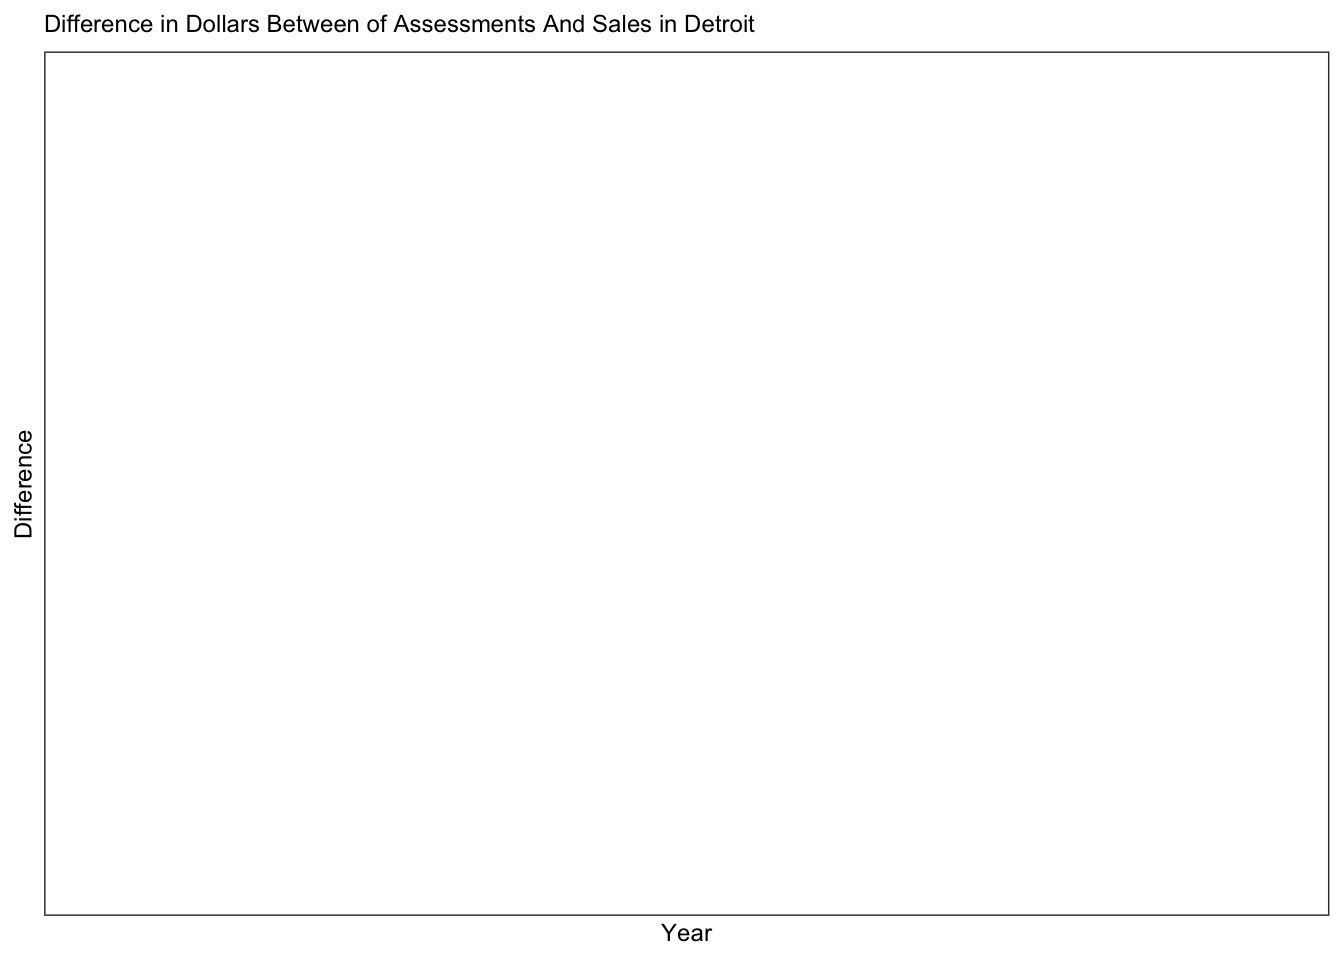 Difference in Dollars Between of Assessments And Sales in Detroit
Difference
Year